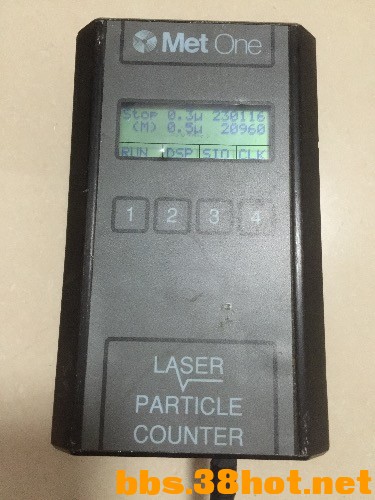 Met One
Stop 0.3µ 230116
(M) 0.5µ 20960
RUN DSP STO CLK
1 2 3 4
LASER
PARTICLE
COUNTER
bbs.38hot.net